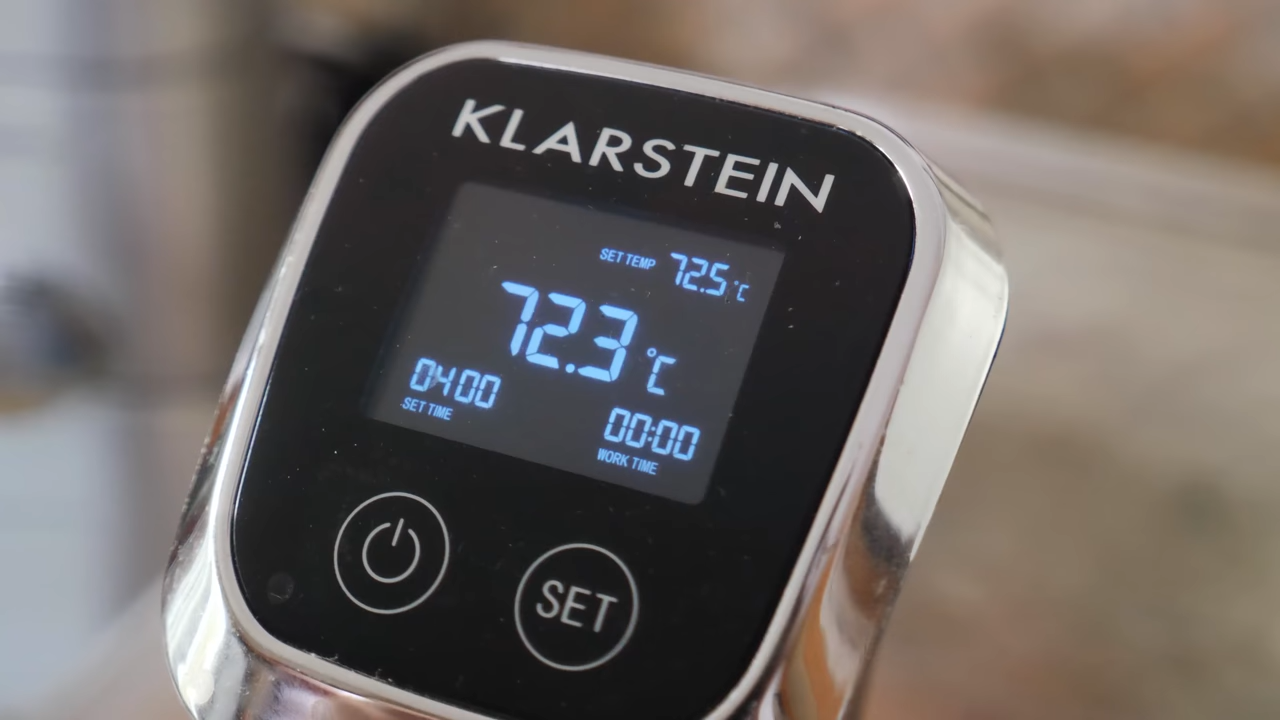 KLARSTEIN
SET TEMP 72.5 °C
72.3 °C
04:00
SET TIME
00:00
WORK TIME
SET